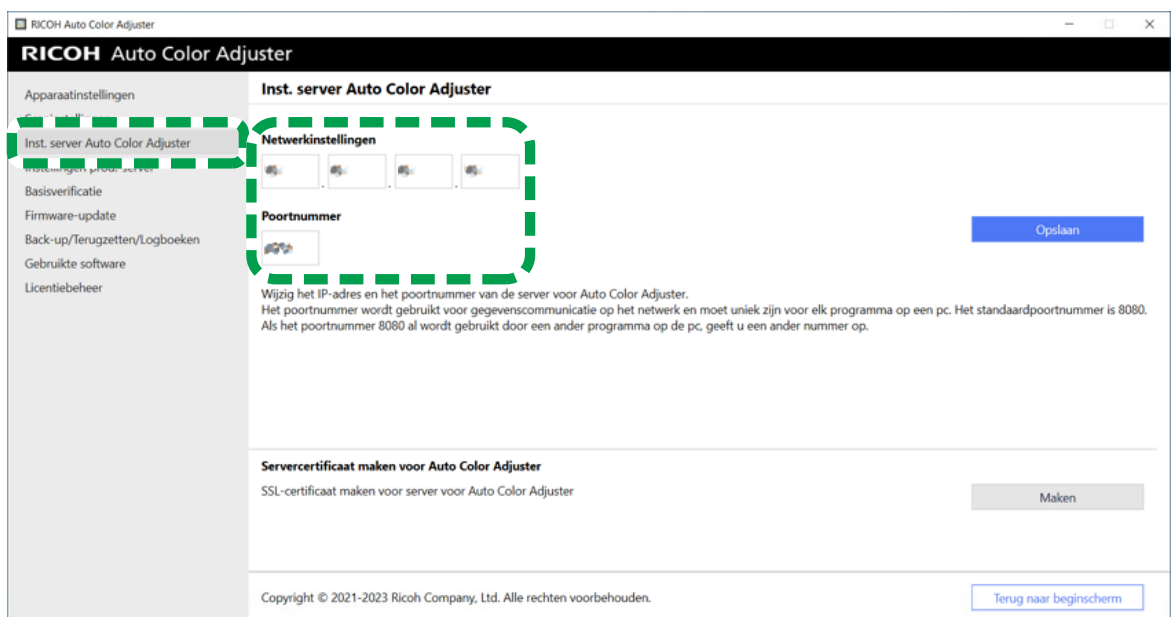 RICOH Auto Color Adjuster
RICOH Auto Color Adjuster
Apparaatinstellingen
Inst. server Auto Color Adjuster
Basisverificatie
Firmware-update
Back-up/Terugzetten/Logboeken
Gebruikte software
Licentiebeheer
Inst. server Auto Color Adjuster
Netwerkinstellingen
. . .
Poortnummer
Opslaan
Wijzig het IP-adres en het poortnummer van de server voor Auto Color Adjuster.
Het poortnummer wordt gebruikt voor gegevenscommunicatie op het netwerk en moet uniek zijn voor elk programma op een pc. Het standaardpoortnummer is 8080.
Als het poortnummer 8080 al wordt gebruikt door een ander programma op de pc, geeft u een ander nummer op.
Servercertificaat maken voor Auto Color Adjuster
SSL-certificaat maken voor server voor Auto Color Adjuster
Maken
Copyright © 2021-2023 Ricoh Company, Ltd. Alle rechten voorbehouden.
Terug naar beginscherm